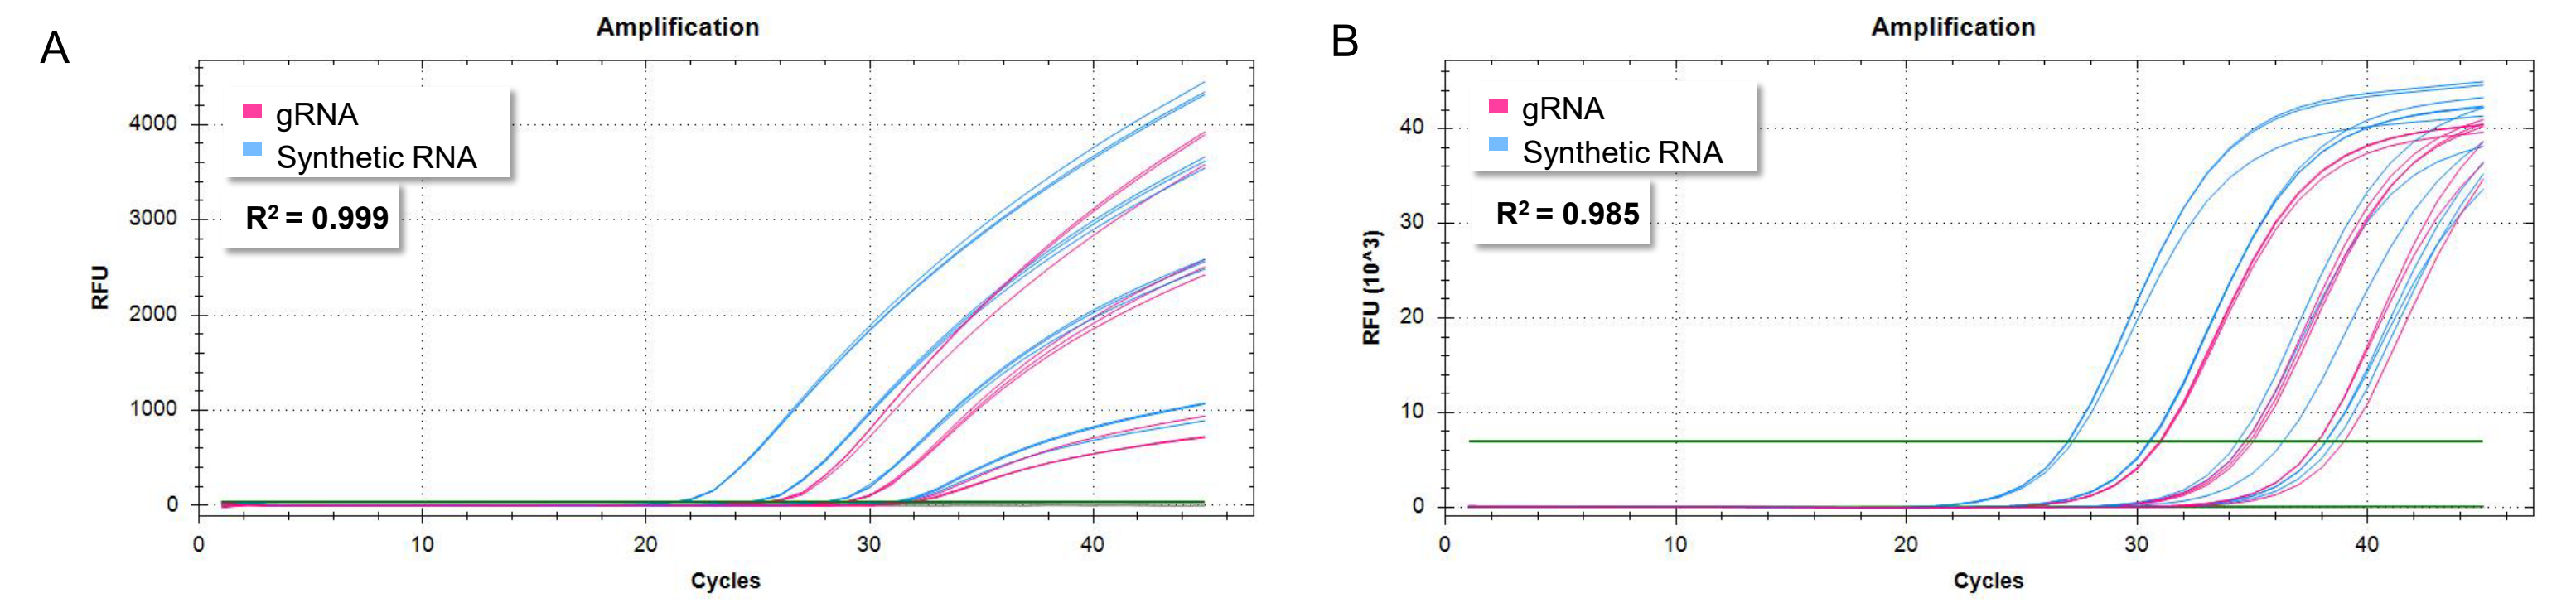 A
Amplification
gRNA
Synthetic RNA
R² = 0.999
RFU
4000
3000
2000
1000
0
0 10 20 30 40
Cycles
B
Amplification
gRNA
Synthetic RNA
R² = 0.985
RFU (10^3)
40
30
20
10
0
0 10 20 30 40
Cycles